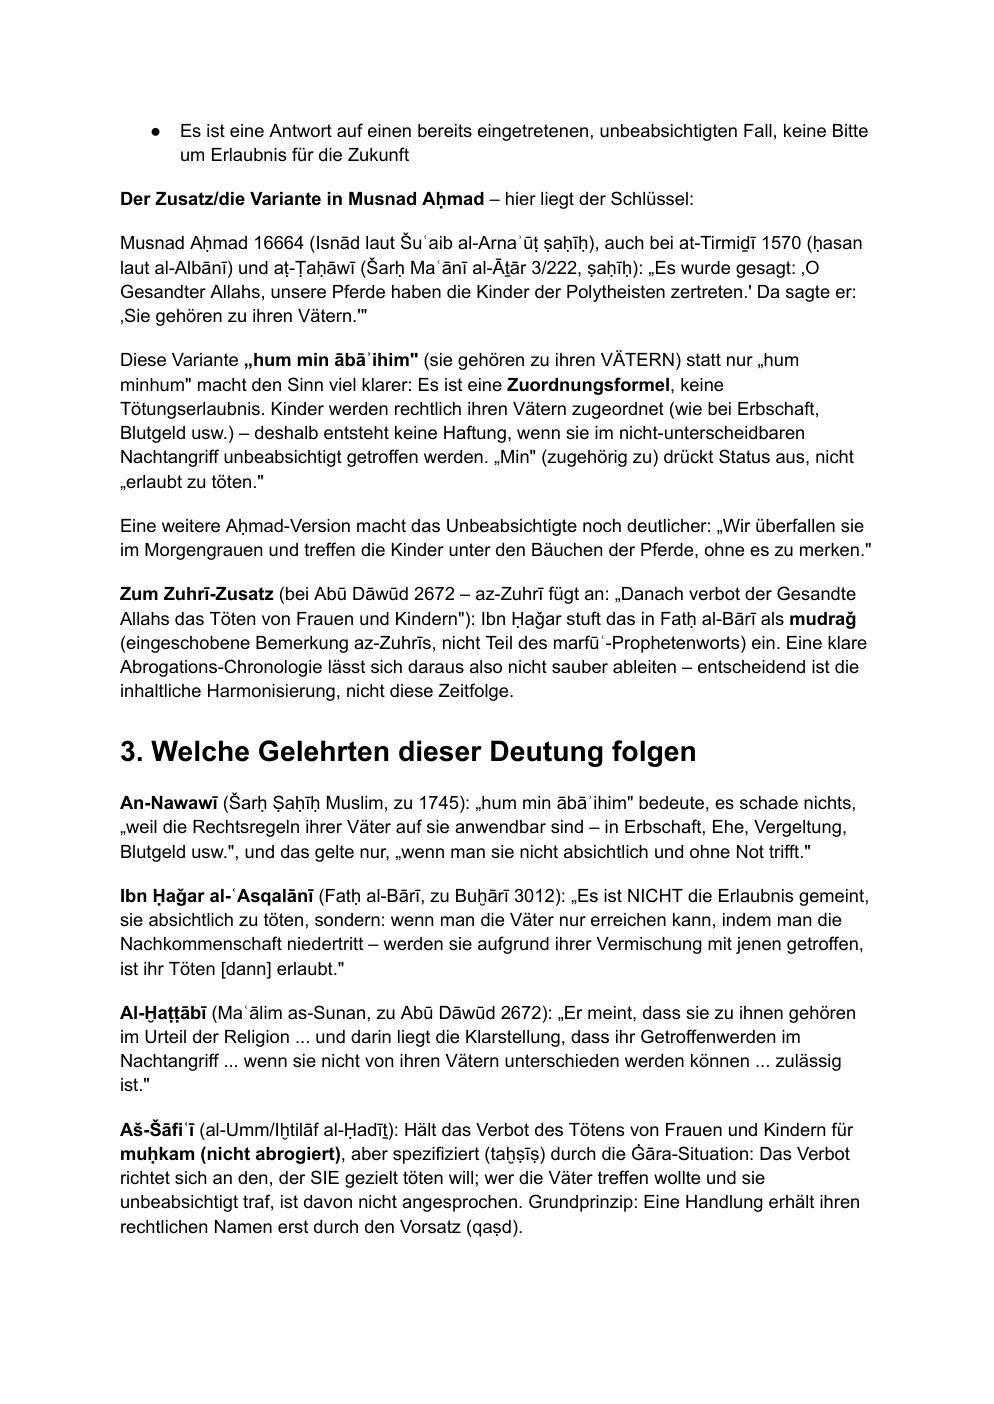 ● Es ist eine Antwort auf einen bereits eingetretenen, unbeabsichtigten Fall, keine Bitte
um Erlaubnis für die Zukunft
Der Zusatz/die Variante in Musnad Aḥmad – hier liegt der Schlüssel:
Musnad Aḥmad 16664 (Isnād laut Šuʿaib al-Arnaʾūṭ ṣaḥīḥ), auch bei at-Tirmiḏī 1570 (ḥasan
laut al-Albānī) und aṭ-Ṭaḥāwī (Šarḥ Maʿānī al-Āṯār 3/222, ṣaḥīḥ): „Es wurde gesagt: ‚O
Gesandter Allahs, unsere Pferde haben die Kinder der Polytheisten zertreten.' Da sagte er:
‚Sie gehören zu ihren Vätern.'"
Diese Variante „hum min ābāʾihim" (sie gehören zu ihren VÄTERN) statt nur „hum
minhum" macht den Sinn viel klarer: Es ist eine Zuordnungsformel, keine
Tötungserlaubnis. Kinder werden rechtlich ihren Vätern zugeordnet (wie bei Erbschaft,
Blutgeld usw.) – deshalb entsteht keine Haftung, wenn sie im nicht-unterscheidbaren
Nachtangriff unbeabsichtigt getroffen werden. „Min" (zugehörig zu) drückt Status aus, nicht
„erlaubt zu töten."
Eine weitere Aḥmad-Version macht das Unbeabsichtigte noch deutlicher: „Wir überfallen sie
im Morgengrauen und treffen die Kinder unter den Bäuchen der Pferde, ohne es zu merken."
Zum Zuhrī-Zusatz (bei Abū Dāwūd 2672 – az-Zuhrī fügt an: „Danach verbot der Gesandte
Allahs das Töten von Frauen und Kindern"): Ibn Ḥaǧar stuft das in Fatḥ al-Bārī als mudraǧ
(eingeschobene Bemerkung az-Zuhrīs, nicht Teil des marfūʿ-Prophetenworts) ein. Eine klare
Abrogations-Chronologie lässt sich daraus also nicht sauber ableiten – entscheidend ist die
inhaltliche Harmonisierung, nicht diese Zeitfolge.
3. Welche Gelehrten dieser Deutung folgen
An-Nawawī (Šarḥ Ṣaḥīḥ Muslim, zu 1745): „hum min ābāʾihim" bedeute, es schade nichts,
„weil die Rechtsregeln ihrer Väter auf sie anwendbar sind – in Erbschaft, Ehe, Vergeltung,
Blutgeld usw.", und das gelte nur, „wenn man sie nicht absichtlich und ohne Not trifft."
Ibn Ḥaǧar al-ʿAsqalānī (Fatḥ al-Bārī, zu Buḫārī 3012): „Es ist NICHT die Erlaubnis gemeint,
sie absichtlich zu töten, sondern: wenn man die Väter nur erreichen kann, indem man die
Nachkommenschaft niedertritt – werden sie aufgrund ihrer Vermischung mit jenen getroffen,
ist ihr Töten [dann] erlaubt."
Al-Ḫaṭṭābī (Maʿālim as-Sunan, zu Abū Dāwūd 2672): „Er meint, dass sie zu ihnen gehören
im Urteil der Religion ... und darin liegt die Klarstellung, dass ihr Getroffenwerden im
Nachtangriff ... wenn sie nicht von ihren Vätern unterschieden werden können ... zulässig
ist."
Aš-Šāfiʿī (al-Umm/Iḫtilāf al-Ḥadīṯ): Hält das Verbot des Tötens von Frauen und Kindern für
muḥkam (nicht abrogiert), aber spezifiziert (taḫṣīṣ) durch die Ġāra-Situation: Das Verbot
richtet sich an den, der SIE gezielt töten will; wer die Väter treffen wollte und sie
unbeabsichtigt traf, ist davon nicht angesprochen. Grundprinzip: Eine Handlung erhält ihren
rechtlichen Namen erst durch den Vorsatz (qaṣd).